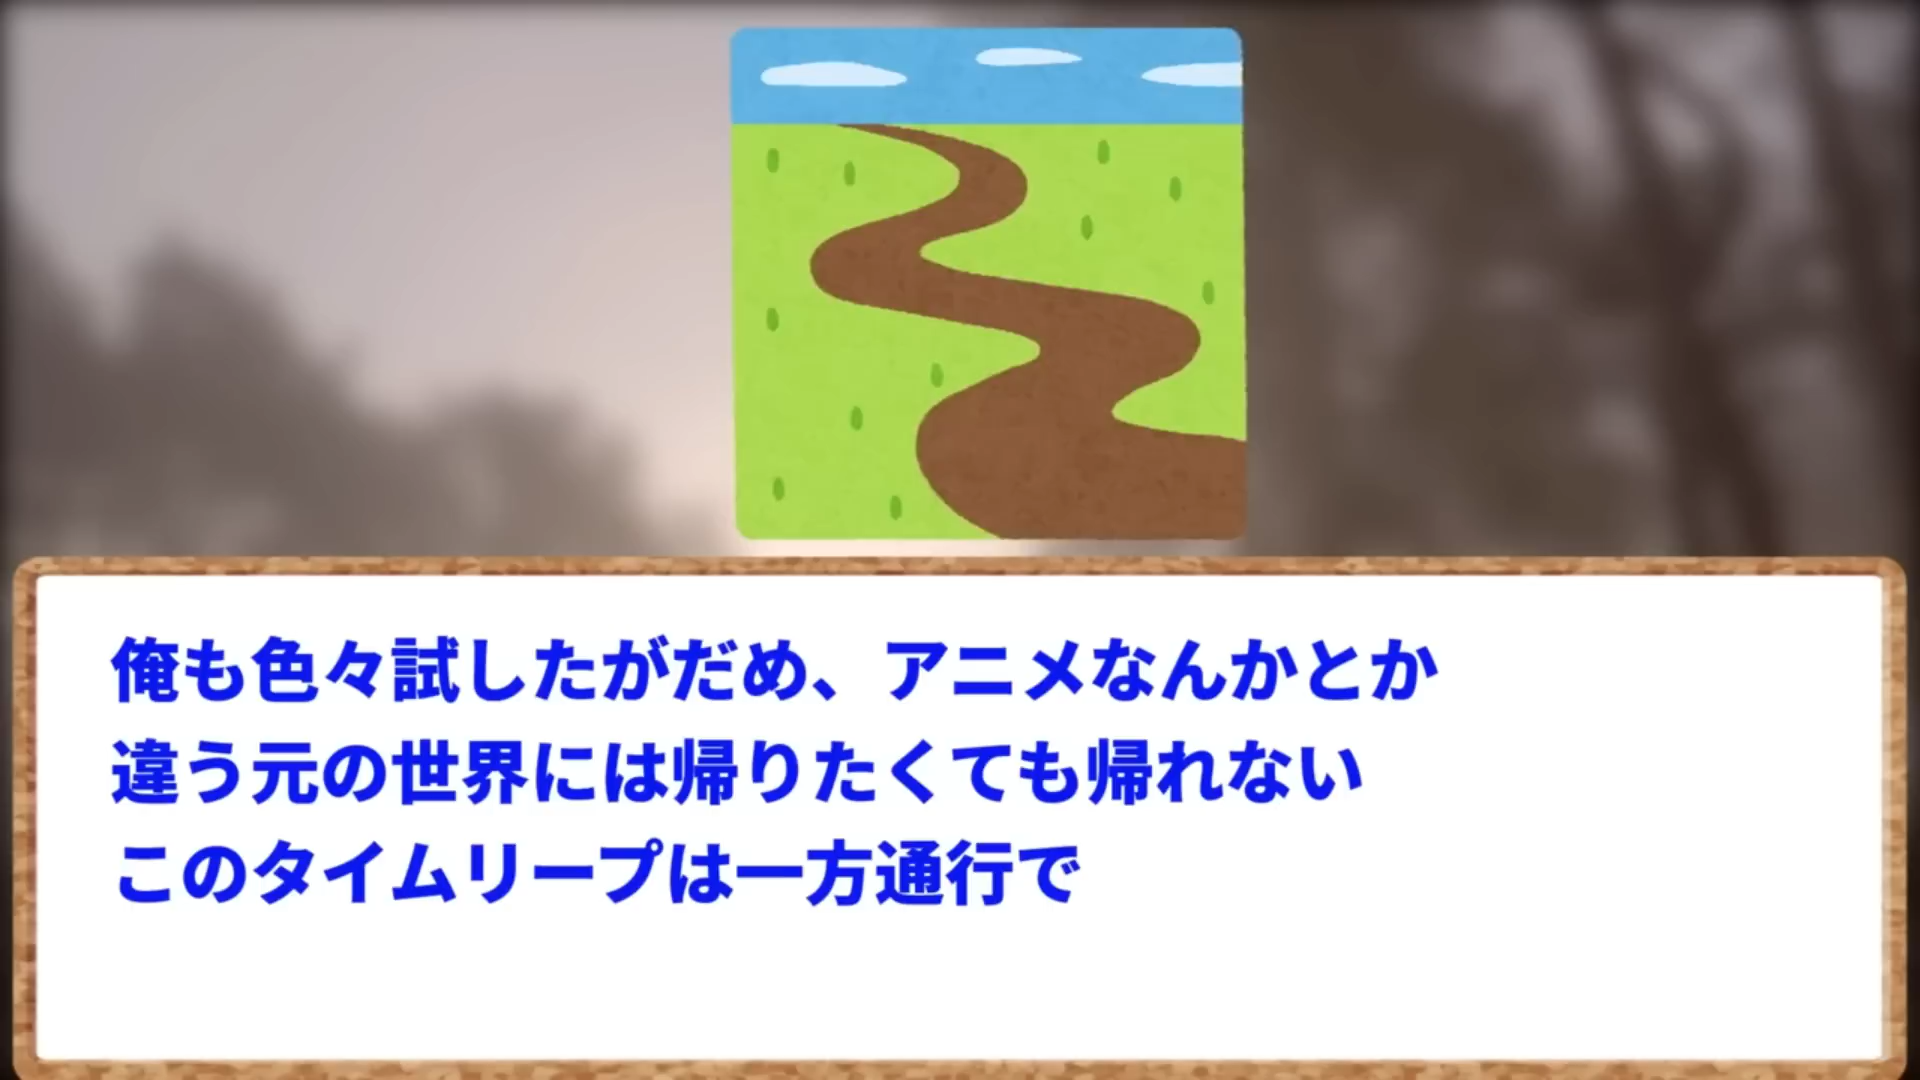 俺も色々試したがだめ、アニメなんかとか
違う元の世界には帰りたくても帰れない
このタイムリープは一方通行で